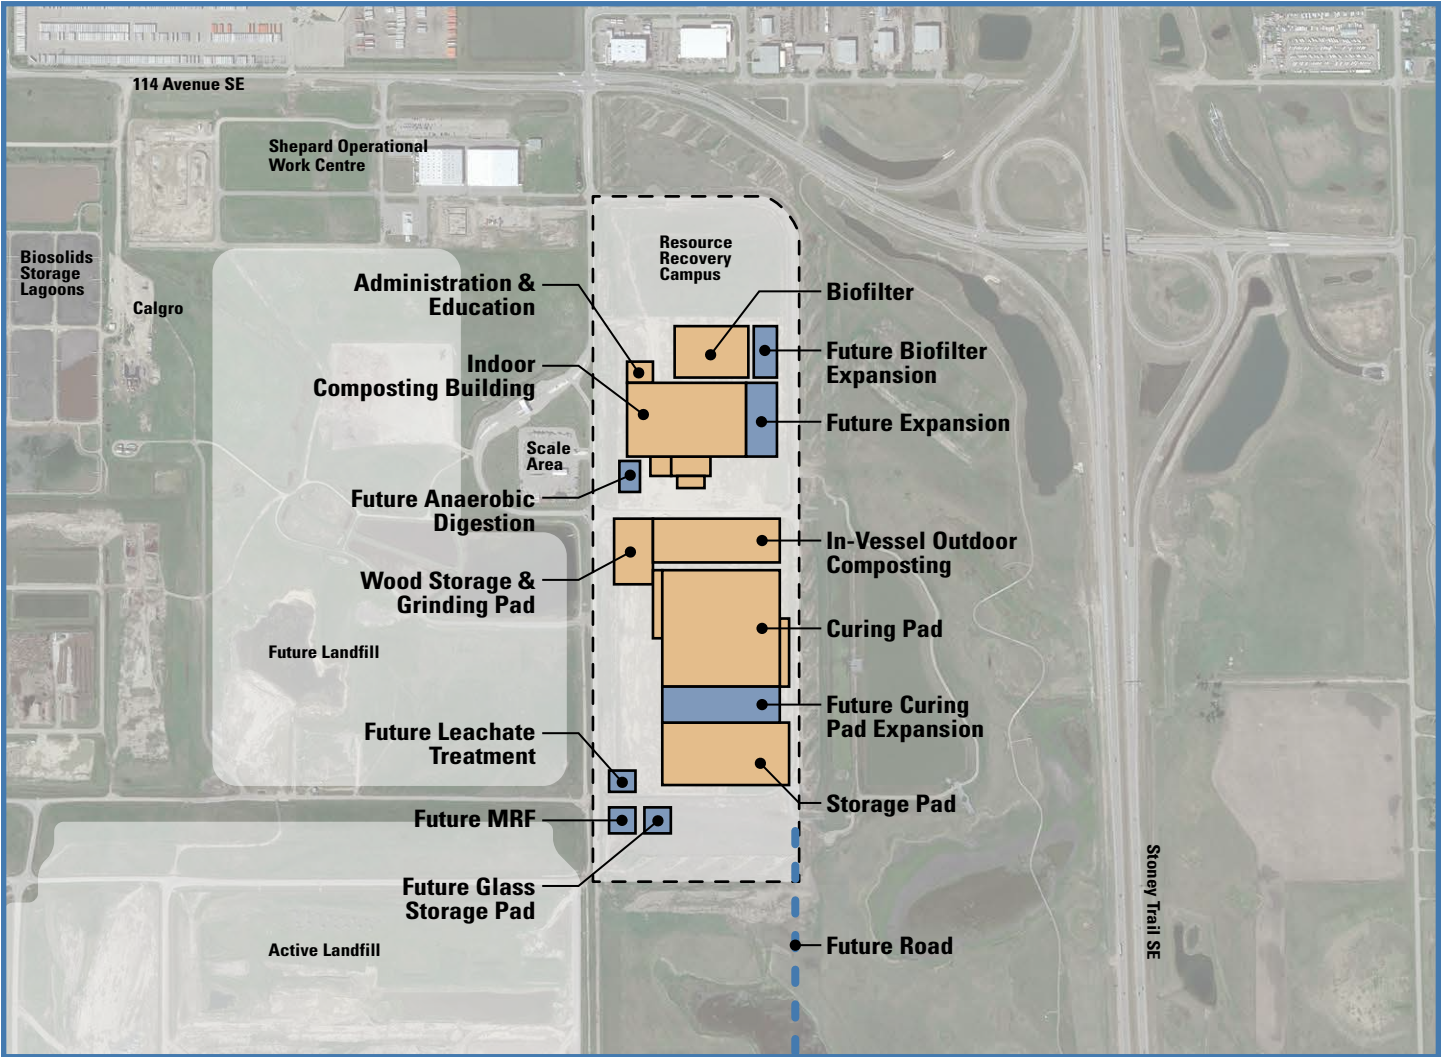 114 Avenue SE
Shepard Operational
Work Centre
Biosolids
Storage
Lagoons
Calgro
Resource
Recovery
Campus
Administration &
Education
Biofilter
Indoor
Composting Building
Future Biofilter
Expansion
Future Expansion
Scale
Area
Future Anaerobic
Digestion
In-Vessel Outdoor
Composting
Wood Storage &
Grinding Pad
Curing Pad
Future Landfill
Future Curing
Pad Expansion
Future Leachate
Treatment
Storage Pad
Future MRF
Future Glass
Storage Pad
Stoney Trail SE
Active Landfill
Future Road